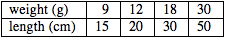 weight (g) 9 12 18 30
length (cm) 15 20 30 50